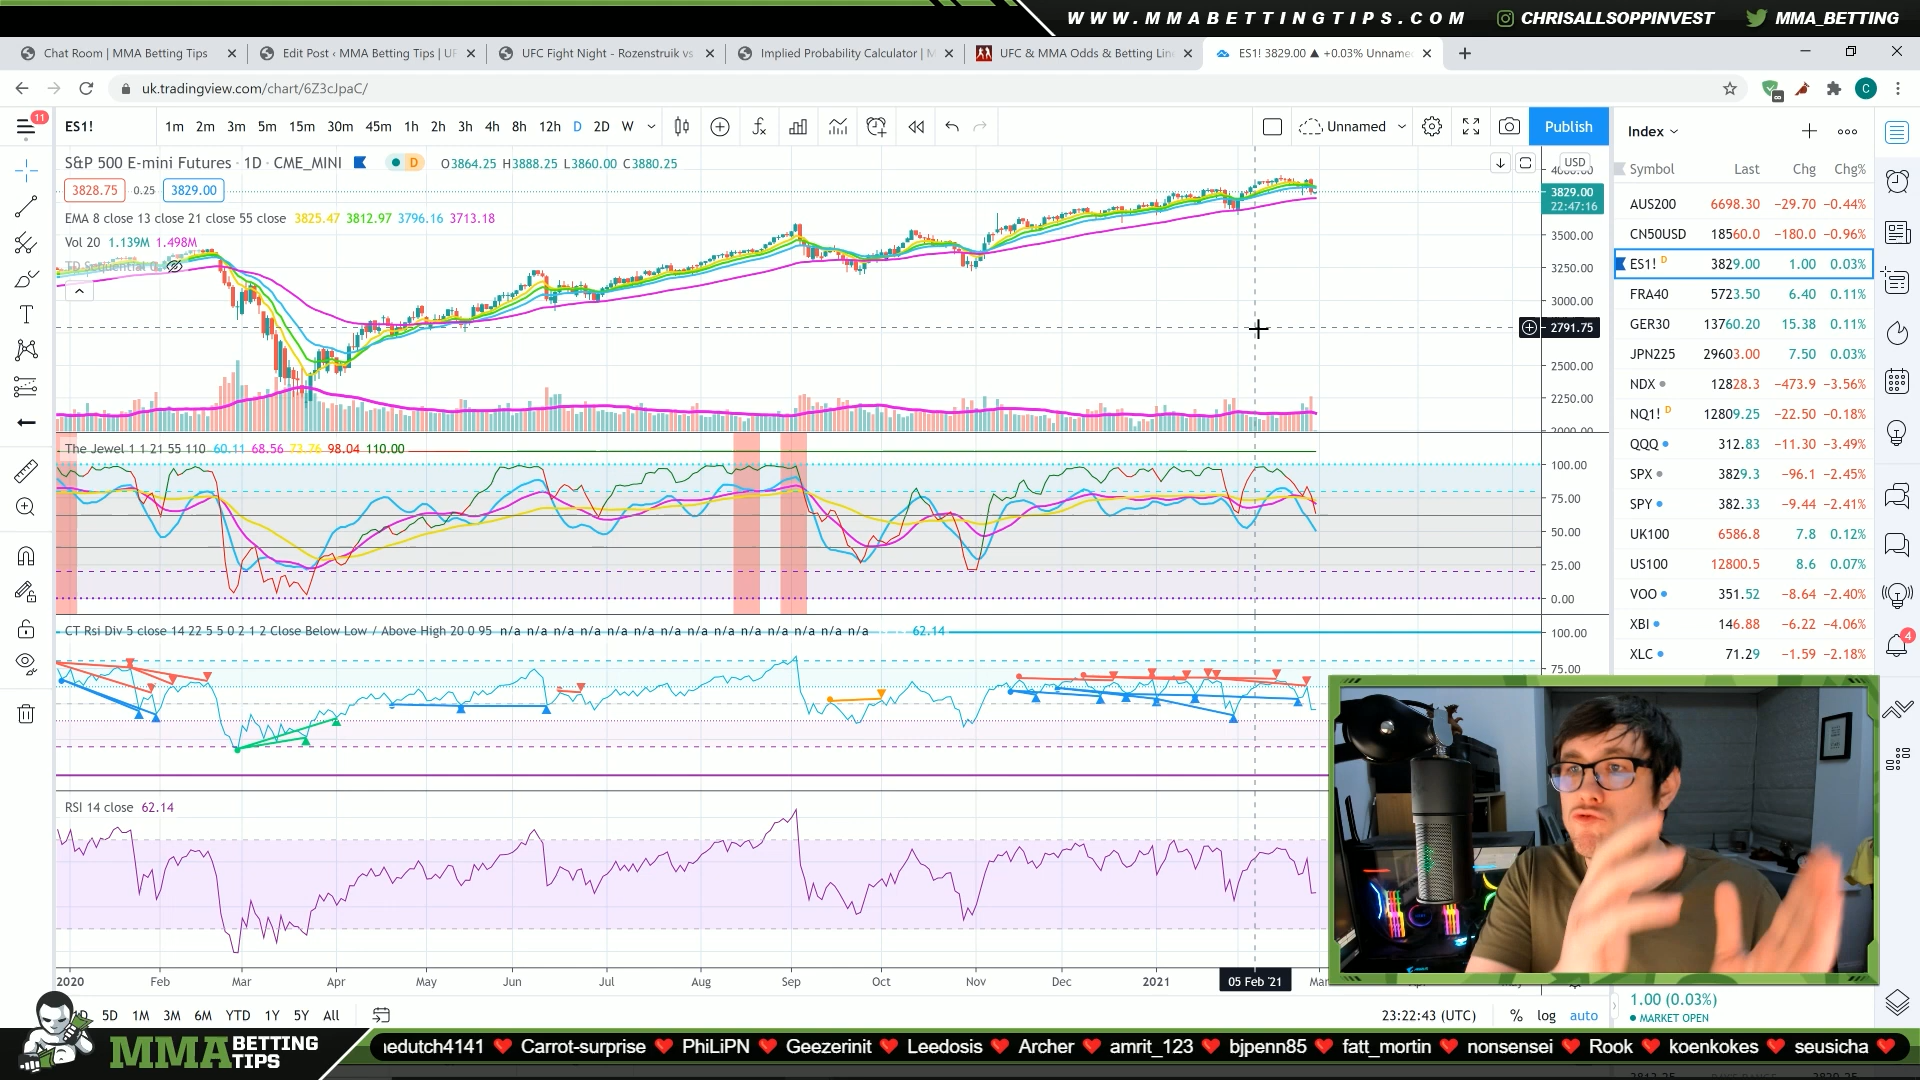 WWW.MMABETTINGTIPS.COM CHRISALLSOPPINVEST MMA_BETTING
Chat Room | MMA Betting Tips
Edit Post ‹ MMA Betting Tips | UF
UFC Fight Night - Rozenstruik vs
Implied Probability Calculator | M
UFC & MMA Odds & Betting Line
ES1! 3829.00 ▲ +0.03% Unname
uk.tradingview.com/chart/6Z3cJpaC/
11
ES1! 1m 2m 3m 5m 15m 30m 45m 1h 2h 3h 4h 8h 12h D 2D W Unnamed Publish
S&P 500 E-mini Futures · 1D · CME_MINI D O3864.25 H3888.25 L3860.00 C3880.25
3828.75 0.25 3829.00
EMA 8 close 13 close 21 close 55 close 3825.47 3812.97 3796.16 3713.18
Vol 20 1.139M 1.498M
USD
4000.00
3829.00
22:47:16
3500.00
3250.00
3000.00
2791.75
2500.00
2250.00
2000.00
The Jewel 1 1 21 55 110 60.11 68.56 73.76 98.04 110.00
100.00
75.00
50.00
25.00
0.00
CT Rsi Div 5 close 14 22 5 5 0 2 1 2 Close Below Low / Above High 20 0 95 n/a n/a n/a n/a n/a n/a n/a n/a n/a n/a n/a n/a n/a n/a 62.14
100.00
75.00
RSI 14 close 62.14
2020 Feb Mar Apr May Jun Jul Aug Sep Oct Nov Dec 2021 05 Feb '21 Mar
5D 1M 3M 6M YTD 1Y 5Y All
23:22:43 (UTC) % log auto
Index
Symbol Last Chg Chg%
AUS200 6698.30 −29.70 −0.44%
CN50USD 18560.0 −180.0 −0.96%
ES1! D 3829.00 1.00 0.03%
FRA40 5723.50 6.40 0.11%
GER30 13760.20 15.38 0.11%
JPN225 29603.00 7.50 0.03%
NDX 12828.3 −473.9 −3.56%
NQ1! D 12809.25 −22.50 −0.18%
QQQ 312.83 −11.30 −3.49%
SPX 3829.3 −96.1 −2.45%
SPY 382.33 −9.44 −2.41%
UK100 6586.8 7.8 0.12%
US100 12800.5 8.6 0.07%
VOO 351.52 −8.64 −2.40%
XBI 146.88 −6.22 −4.06%
XLC 71.29 −1.59 −2.18%
4
1.00 (0.03%)
MARKET OPEN
MMA BETTING TIPS
nedutch4141 ❤ Carrot-surprise ❤ PhiLiPN ❤ Geezerinit ❤ Leedosis ❤ Archer ❤ amrit_123 ❤ bjpenn85 ❤ fatt_mortin ❤ nonsensei ❤ Rook ❤ koenkokes ❤ seusicha ❤